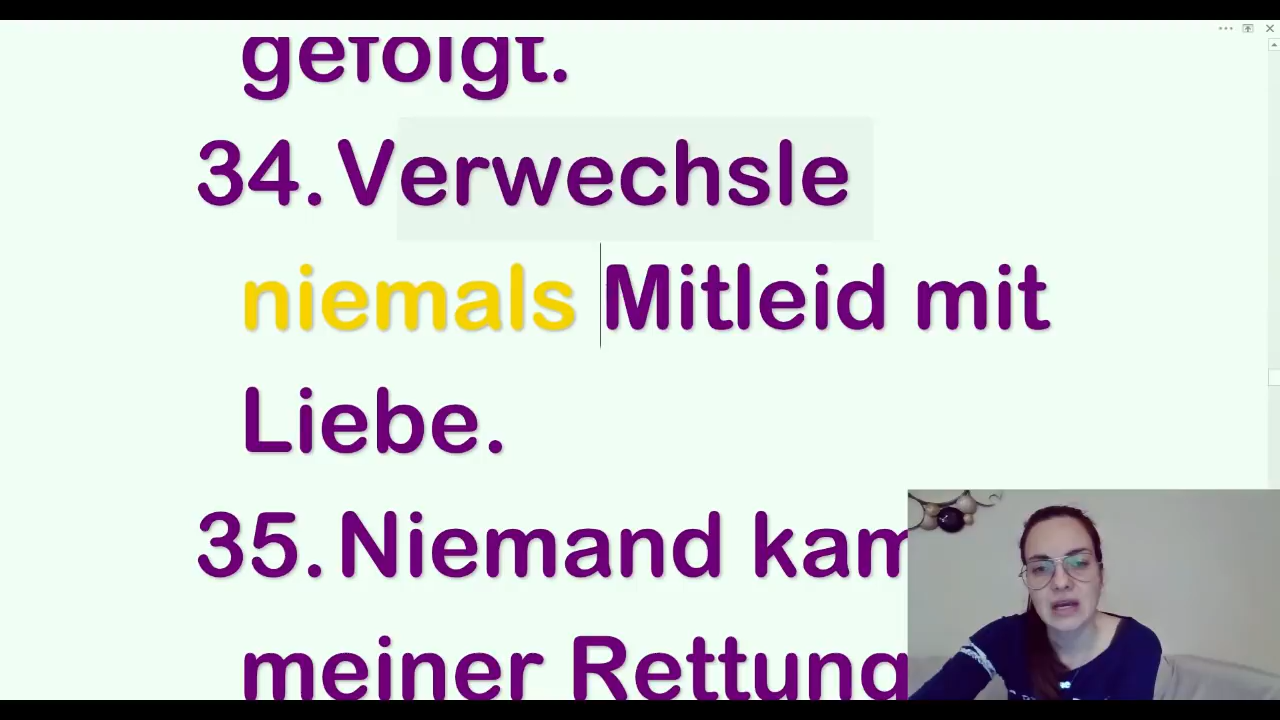 gefolgt.
34. Verwechsle
niemals Mitleid mit
Liebe.
35. Niemand kam
meiner Rettung